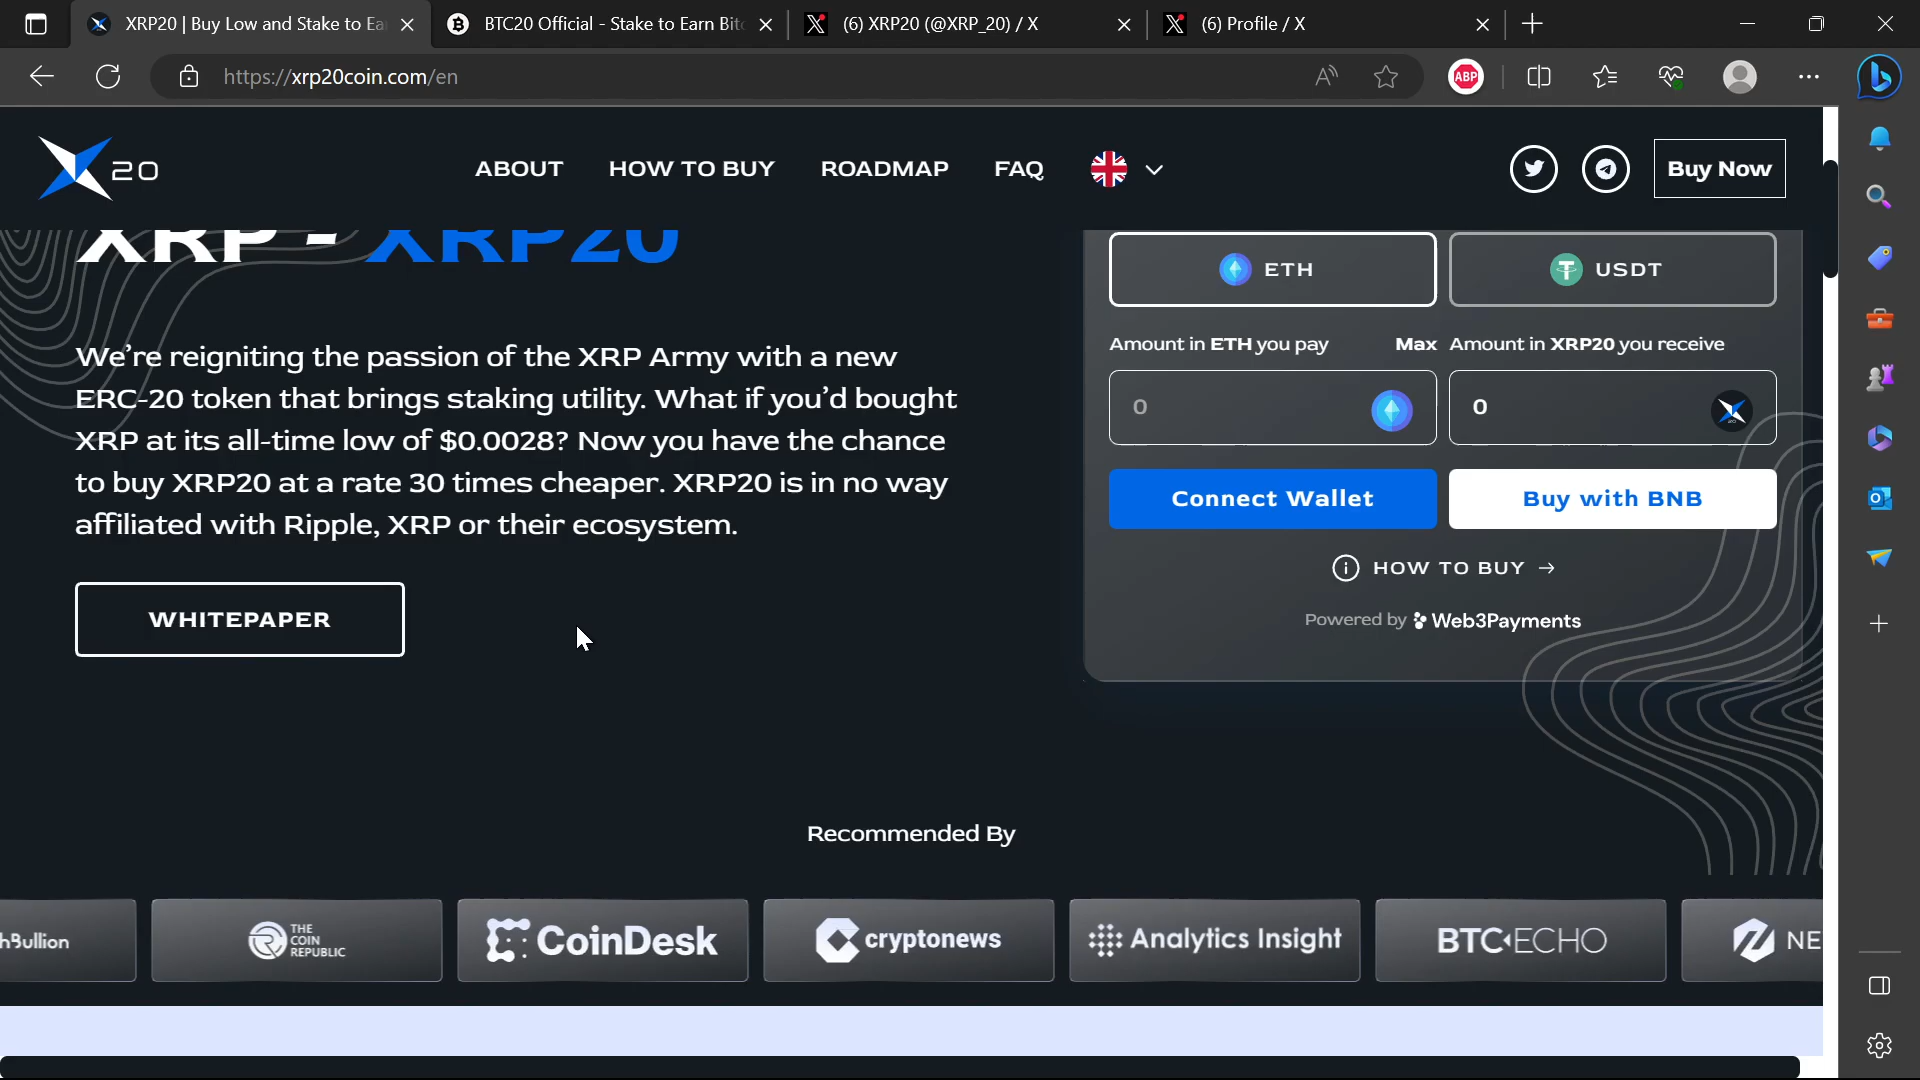 XRP20 | Buy Low and Stake to Ea
BTC20 Official - Stake to Earn Bitc
(6) XRP20 (@XRP_20) / X
(6) Profile / X
https://xrp20coin.com/en
ABP
20
ABOUT
HOW TO BUY
ROADMAP
FAQ
Buy Now
XRP - XRP20
We're reigniting the passion of the XRP Army with a new
ERC-20 token that brings staking utility. What if you'd bought
XRP at its all-time low of $0.0028? Now you have the chance
to buy XRP20 at a rate 30 times cheaper. XRP20 is in no way
affiliated with Ripple, XRP or their ecosystem.
WHITEPAPER
ETH
USDT
Amount in ETH you pay
Max
Amount in XRP20 you receive
0
0
Connect Wallet
Buy with BNB
HOW TO BUY →
Powered by Web3Payments
Recommended By
hBullion
THE
COIN
REPUBLIC
CoinDesk
cryptonews
Analytics Insight
BTC ECHO
NE